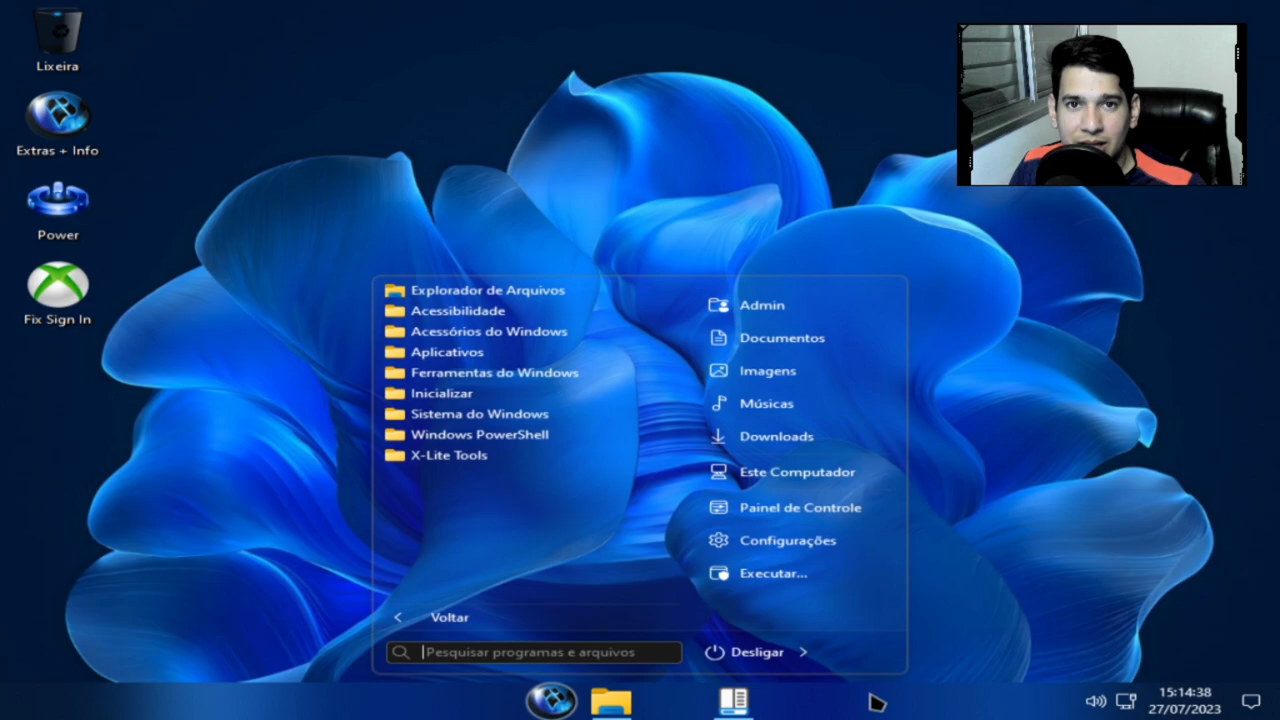 Lixeira
Extras + Info
Power
Fix Sign In
Explorador de Arquivos
Acessibilidade
Acessórios do Windows
Aplicativos
Ferramentas do Windows
Inicializar
Sistema do Windows
Windows PowerShell
X-Lite Tools
Voltar
Pesquisar programas e arquivos
Admin
Documentos
Imagens
Músicas
Downloads
Este Computador
Painel de Controle
Configurações
Executar...
Desligar
15:14:38
27/07/2023